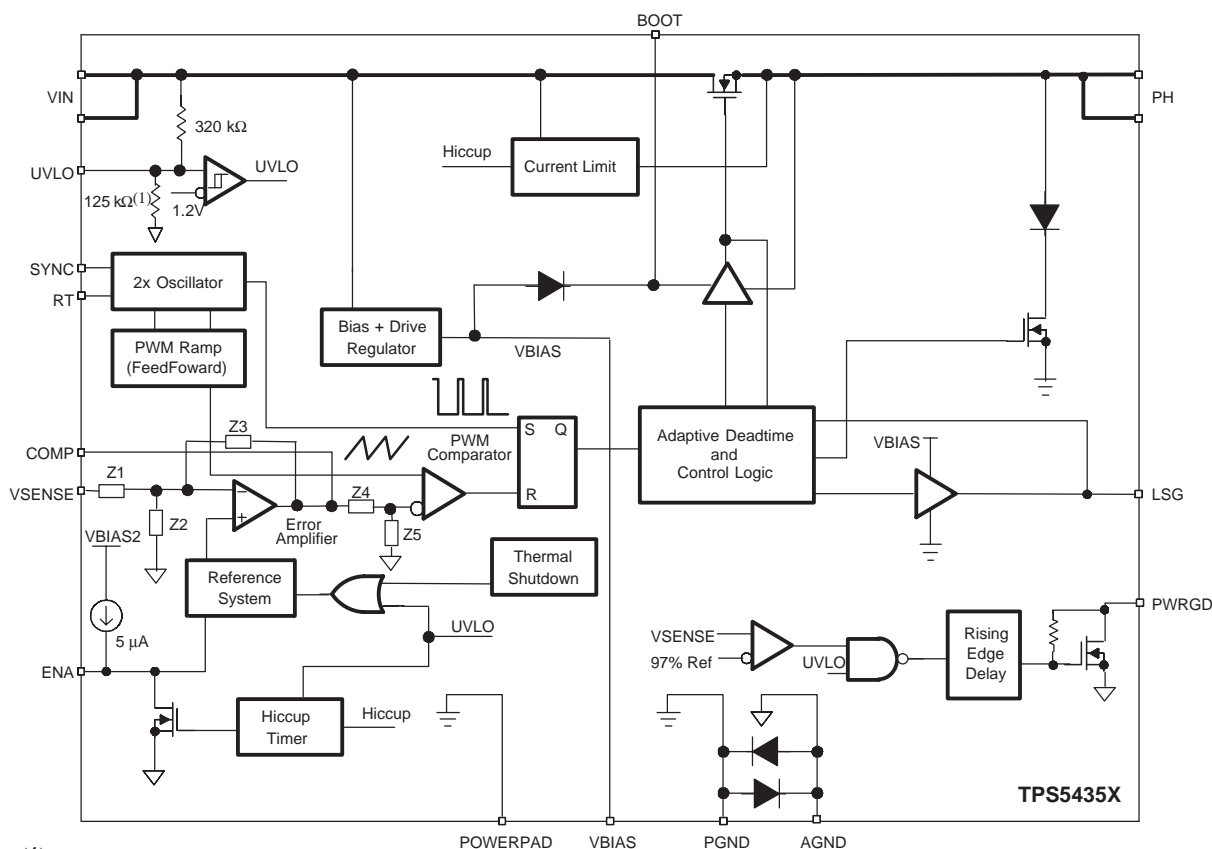 BOOT
VIN
PH
320 kΩ
Hiccup
Current Limit
UVLO
UVLO
125 kΩ(1)
1.2V
SYNC
2x Oscillator
RT
Bias + Drive
Regulator
VBIAS
PWM Ramp
(FeedFoward)
Z3
PWM
Comparator
S
Q
R
Adaptive Deadtime
and
Control Logic
VBIAS
COMP
Z1
VSENSE
Z2
−
+
Error
Amplifier
Z4
Z5
LSG
VBIAS2
Thermal
Shutdown
Reference
System
5 μA
UVLO
ENA
PWRGD
VSENSE
97% Ref
UVLO
Rising
Edge
Delay
Hiccup
Timer
Hiccup
TPS5435X
POWERPAD
VBIAS
PGND
AGND